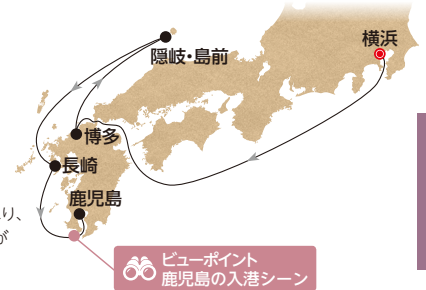 横浜
隠岐・島前
博多
長崎
鹿児島
り、
が
ビューポイント
鹿児島の入港シーン